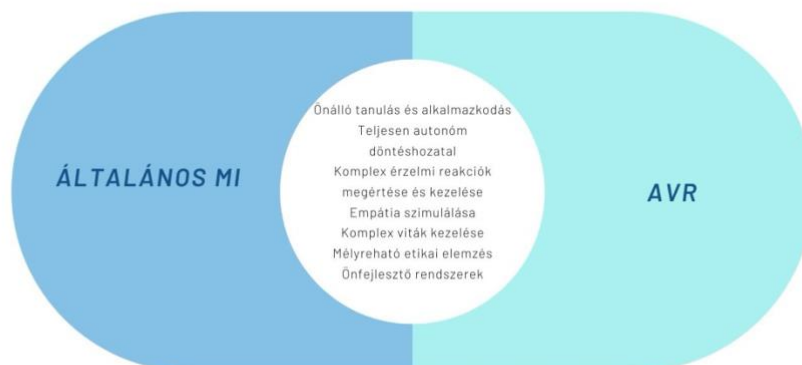 ÁLTALÁNOS MI
Önálló tanulás és alkalmazkodás
Teljesen autonóm
döntéshozatal
Komplex érzelmi reakciók
megértése és kezelése
Empátia szimulálása
Komplex viták kezelése
Mélyreható etikai elemzés
Önfejlesztő rendszerek
AVR